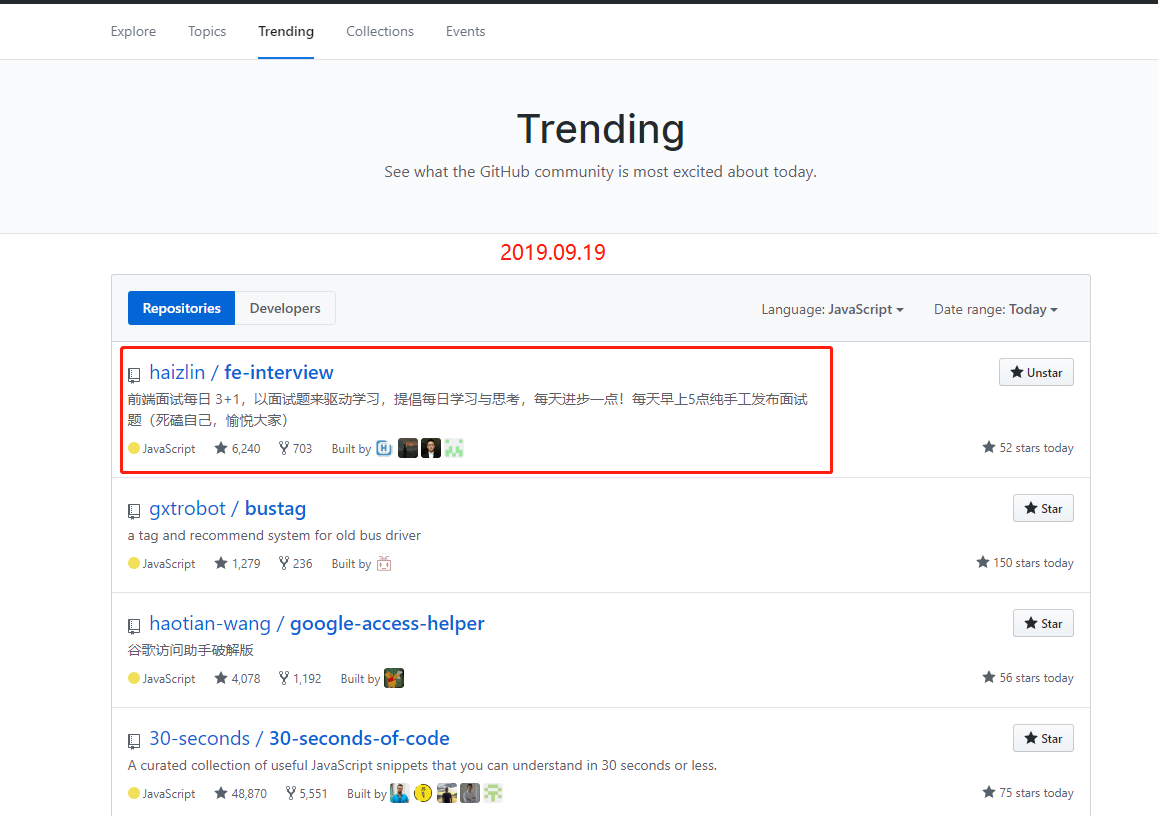 Explore Topics Trending Collections Events
Trending
See what the GitHub community is most excited about today.
2019.09.19
Repositories Developers Language: JavaScript Date range: Today
haizlin / fe-interview Unstar
前端面试每日 3+1，以面试题来驱动学习，提倡每日学习与思考，每天进步一点！每天早上5点纯手工发布面试
题（死磕自己，愉悦大家）
JavaScript 6,240 703 Built by 52 stars today
gxtrobot / bustag Star
a tag and recommend system for old bus driver
JavaScript 1,279 236 Built by 150 stars today
haotian-wang / google-access-helper Star
谷歌访问助手破解版
JavaScript 4,078 1,192 Built by 56 stars today
30-seconds / 30-seconds-of-code Star
A curated collection of useful JavaScript snippets that you can understand in 30 seconds or less.
JavaScript 48,870 5,551 Built by 75 stars today